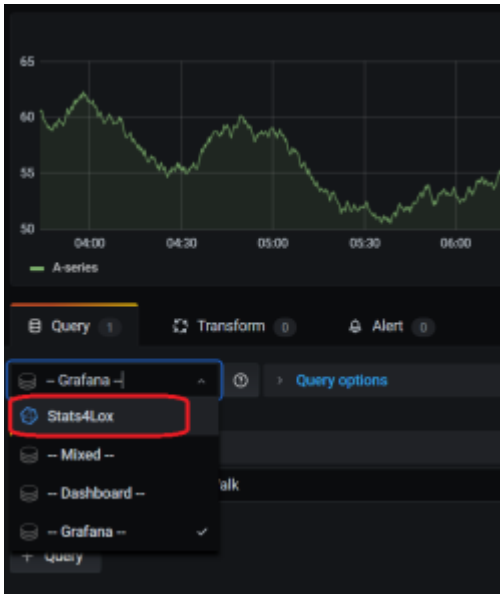 65
60
55
50
04:00 04:30 05:00 05:30 06:00
A-series
Query 1 Transform 0 Alert 0
-- Grafana -- Query options
Stats4Lox
-- Mixed --
-- Dashboard --
-- Grafana --
+ Query